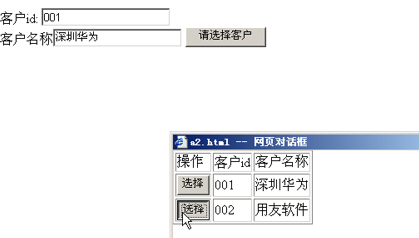 客户id: 001
客户名称 深圳华为 请选择客户
a2.html -- 网页对话框
操作 客户id 客户名称
选择 001 深圳华为
选择 002 用友软件